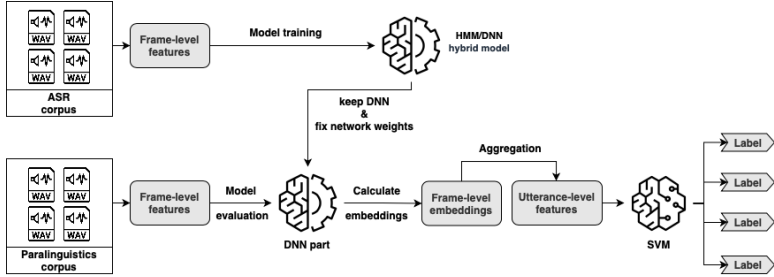 WAV WAV
WAV WAV
ASR
corpus
Frame-level
features
Model training
HMM/DNN
hybrid model
keep DNN
&
fix network weights
WAV WAV
WAV WAV
Paralinguistics
corpus
Frame-level
features
Model
evaluation
DNN part
Calculate
embeddings
Frame-level
embeddings
Aggregation
Utterance-level
features
SVM
Label
Label
Label
Label